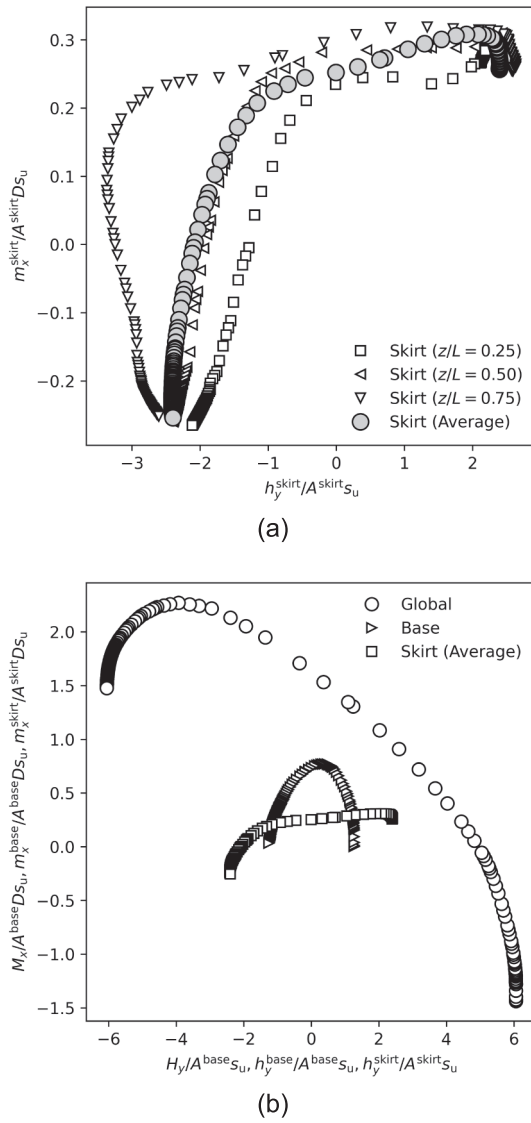 0.3
0.2
0.1
0.0
−0.1
−0.2
m_x^skirt/A^skirt Ds_u
Skirt (z/L = 0.25)
Skirt (z/L = 0.50)
Skirt (z/L = 0.75)
Skirt (Average)
−3 −2 −1 0 1 2
h_y^skirt/A^skirt s_u
(a)
2.0
1.5
1.0
0.5
0.0
−0.5
−1.0
−1.5
M_x/A^base Ds_u, m_x^base/A^base Ds_u, m_x^skirt/A^skirt Ds_u
Global
Base
Skirt (Average)
−6 −4 −2 0 2 4 6
H_y/A^base s_u, h_y^base/A^base s_u, h_y^skirt/A^skirt s_u
(b)